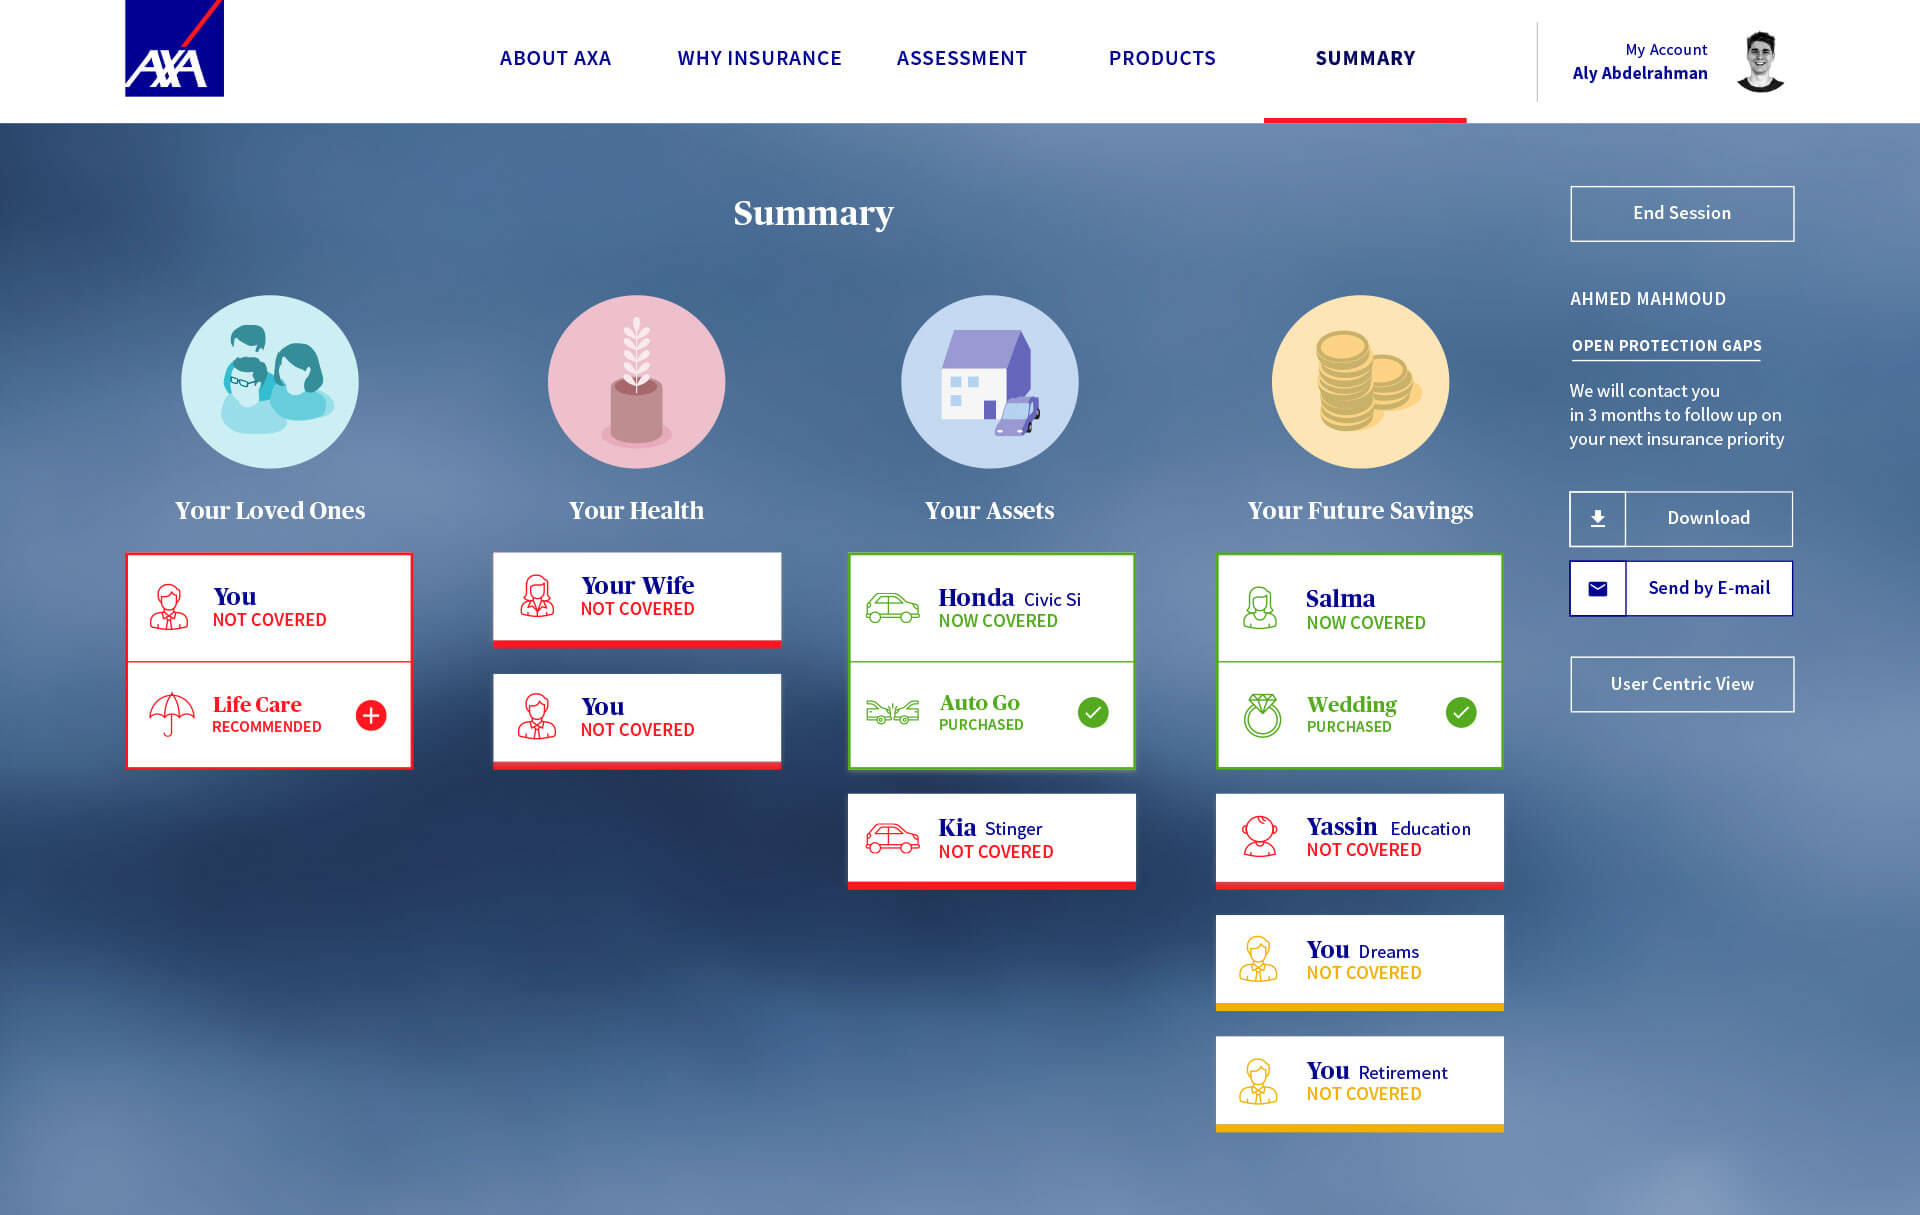 AXA
ABOUT AXA
WHY INSURANCE
ASSESSMENT
PRODUCTS
SUMMARY
My Account
Aly Abdelrahman
Summary
End Session
AHMED MAHMOUD
OPEN PROTECTION GAPS
We will contact you
in 3 months to follow up on
your next insurance priority
Download
Send by E-mail
User Centric View
Your Loved Ones
You
NOT COVERED
Life Care
RECOMMENDED
Your Health
Your Wife
NOT COVERED
You
NOT COVERED
Your Assets
Honda Civic Si
NOW COVERED
Auto Go
PURCHASED
Kia Stinger
NOT COVERED
Your Future Savings
Salma
NOW COVERED
Wedding
PURCHASED
Yassin Education
NOT COVERED
You Dreams
NOT COVERED
You Retirement
NOT COVERED